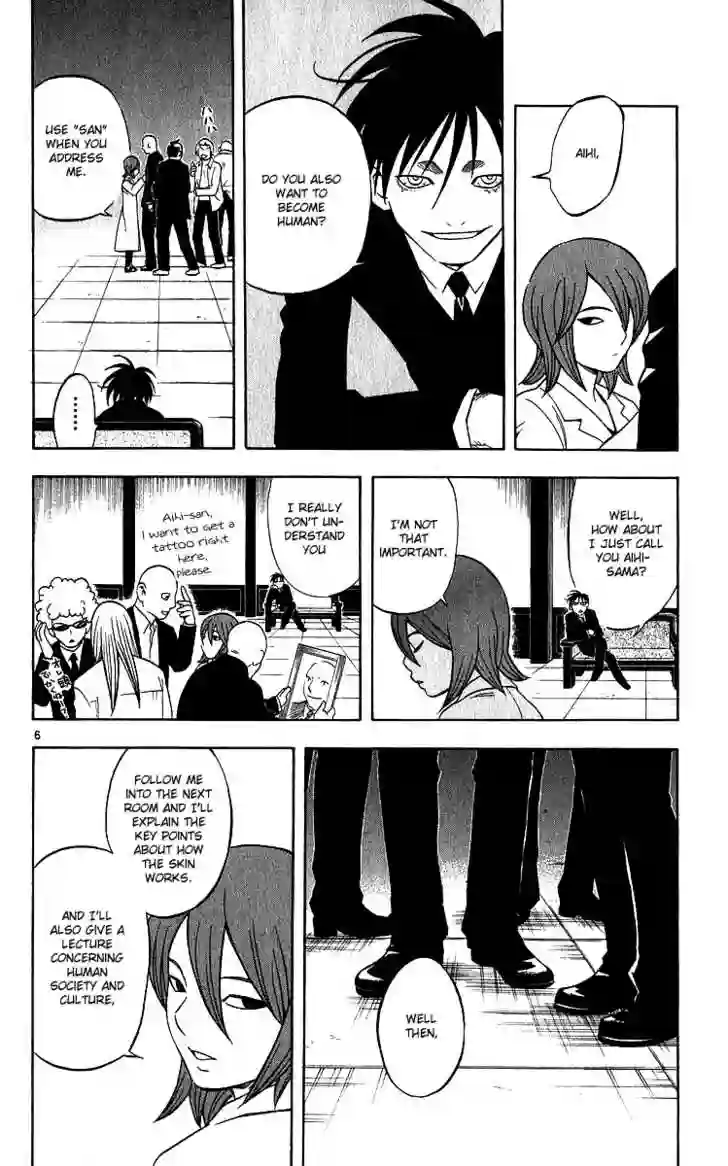 AIHI,
DO YOU ALSO
WANT TO
BECOME
HUMAN?
USE "SAN"
WHEN YOU
ADDRESS
ME.
......
WELL,
HOW ABOUT
I JUST CALL
YOU AIHI-
SAMA?
I'M NOT
THAT
IMPORTANT.
I REALLY
DON'T UN-
DERSTAND
YOU
Aihi-san,
I want to get a
tattoo right
here,
please
6
WELL
THEN,
FOLLOW ME
INTO THE NEXT
ROOM AND I'LL
EXPLAIN THE
KEY POINTS
ABOUT HOW
THE SKIN
WORKS.
AND I'LL
ALSO GIVE A
LECTURE
CONCERNING
HUMAN
SOCIETY AND
CULTURE,